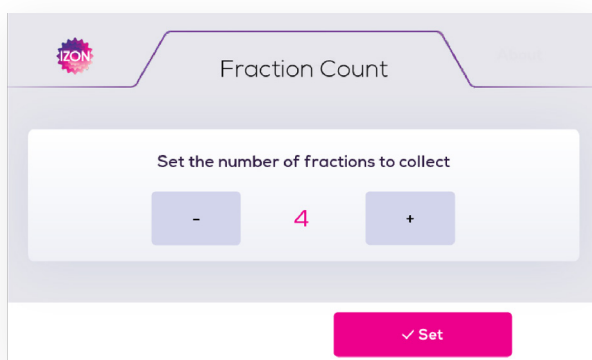 IZON
Fraction Count
Set the number of fractions to collect
- 4 +
✓ Set